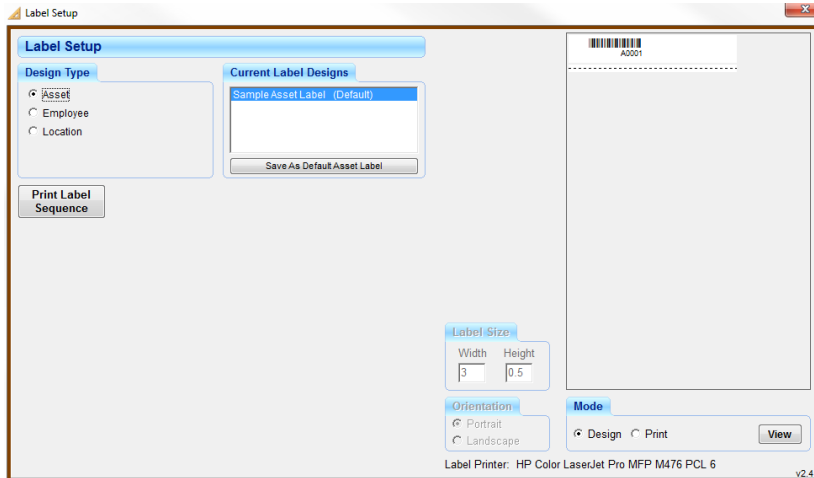 Label Setup
Label Setup
Design Type
Asset
Employee
Location
Current Label Designs
Sample Asset Label (Default)
Save As Default Asset Label
Print Label
Sequence
A0001
Label Size
Width Height
3 0.5
Orientation
Portrait
Landscape
Mode
Design Print
View
Label Printer: HP Color LaserJet Pro MFP M476 PCL 6
v2.4